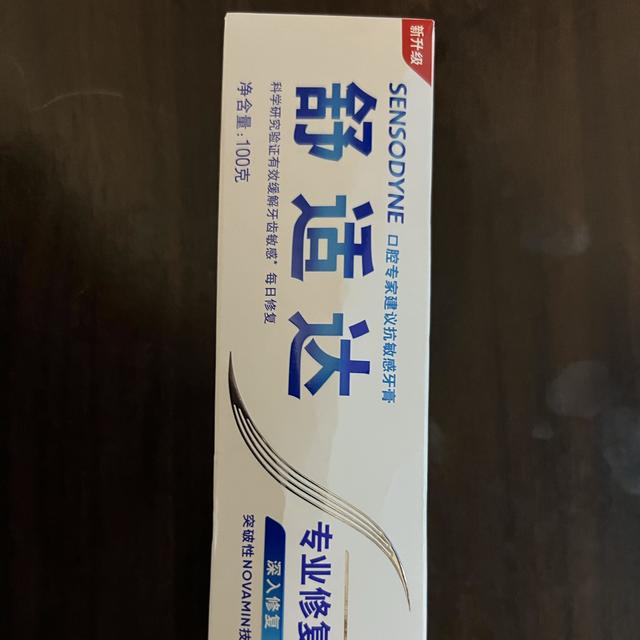 新升级
SENSODYNE 口腔专家建议抗敏感牙膏
舒适达
科学研究验证有效缓解牙齿敏感* 每日修复
净含量:100克
专业修复
深入修复
突破性NOVAMIN技